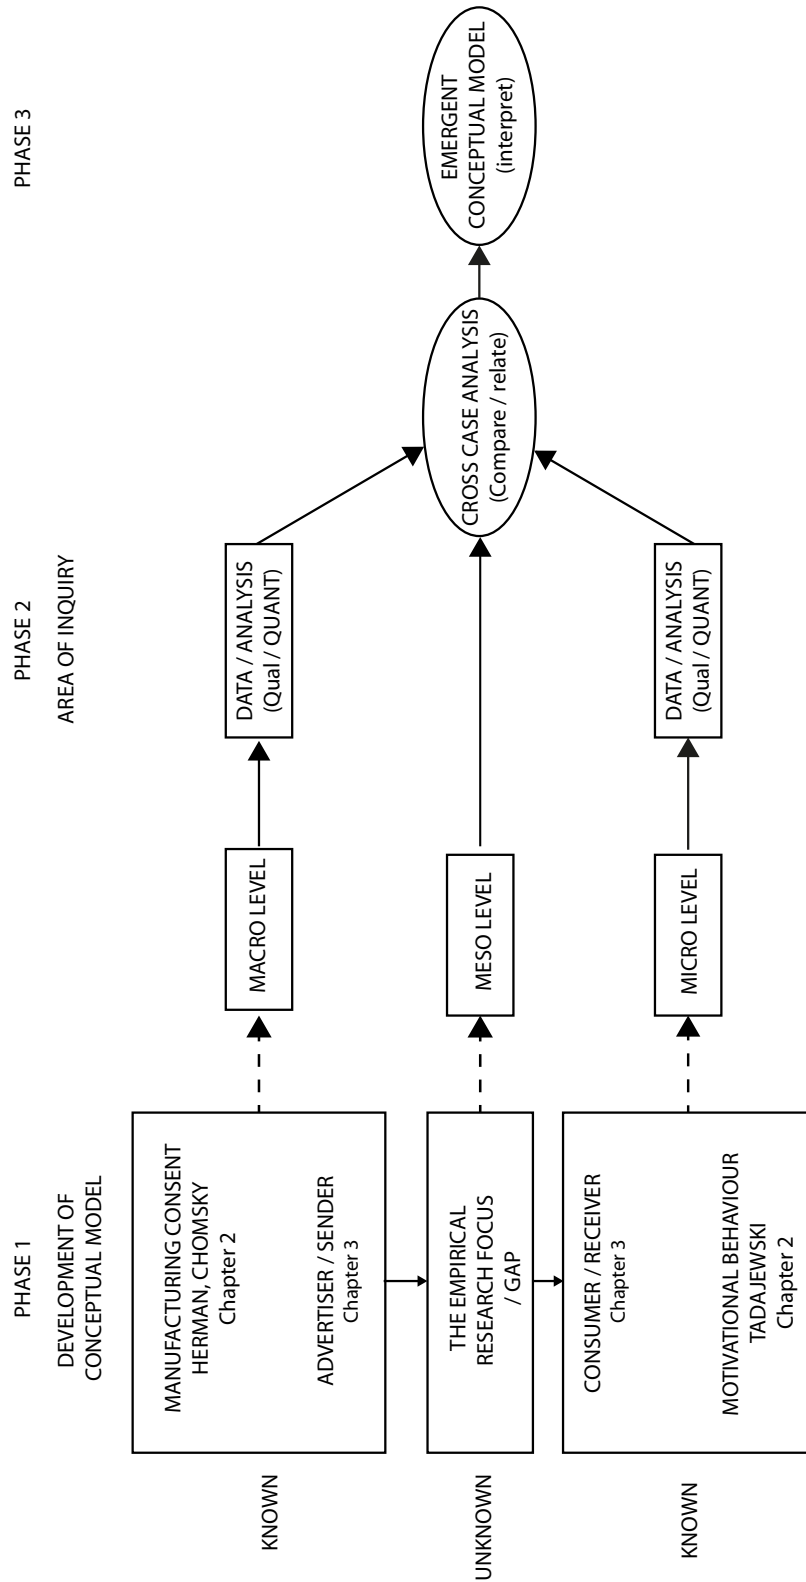 PHASE 1
DEVELOPMENT OF
CONCEPTUAL MODEL
PHASE 2
AREA OF INQUIRY
PHASE 3
KNOWN
MANUFACTURING CONSENT
HERMAN, CHOMSKY
Chapter 2
ADVERTISER / SENDER
Chapter 3
MACRO LEVEL
DATA / ANALYSIS
(Qual / QUANT)
UNKNOWN
THE EMPIRICAL
RESEARCH FOCUS
/ GAP
MESO LEVEL
CROSS CASE ANALYSIS
(Compare / relate)
EMERGENT
CONCEPTUAL MODEL
(interpret)
KNOWN
CONSUMER / RECEIVER
Chapter 3
MOTIVATIONAL BEHAVIOUR
TADAJEWSKI
Chapter 2
MICRO LEVEL
DATA / ANALYSIS
(Qual / QUANT)